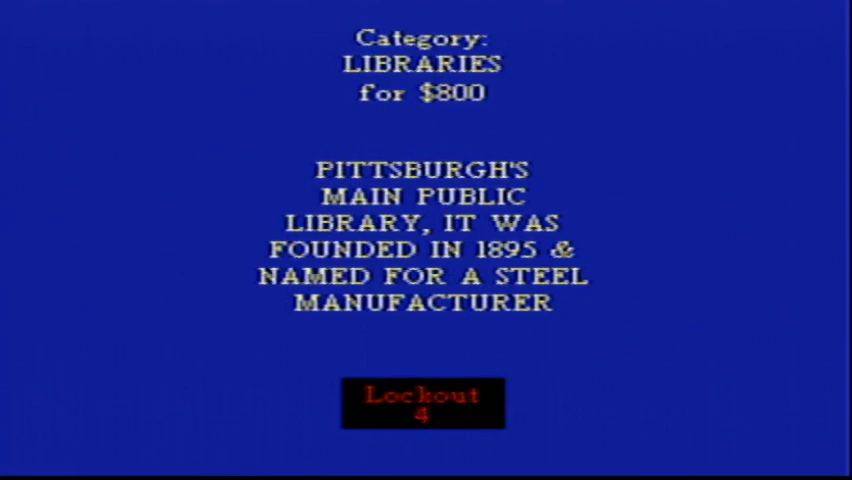 Category:
LIBRARIES
for $800
PITTSBURGH'S
MAIN PUBLIC
LIBRARY, IT WAS
FOUNDED IN 1895 &
NAMED FOR A STEEL
MANUFACTURER
Lockout
4